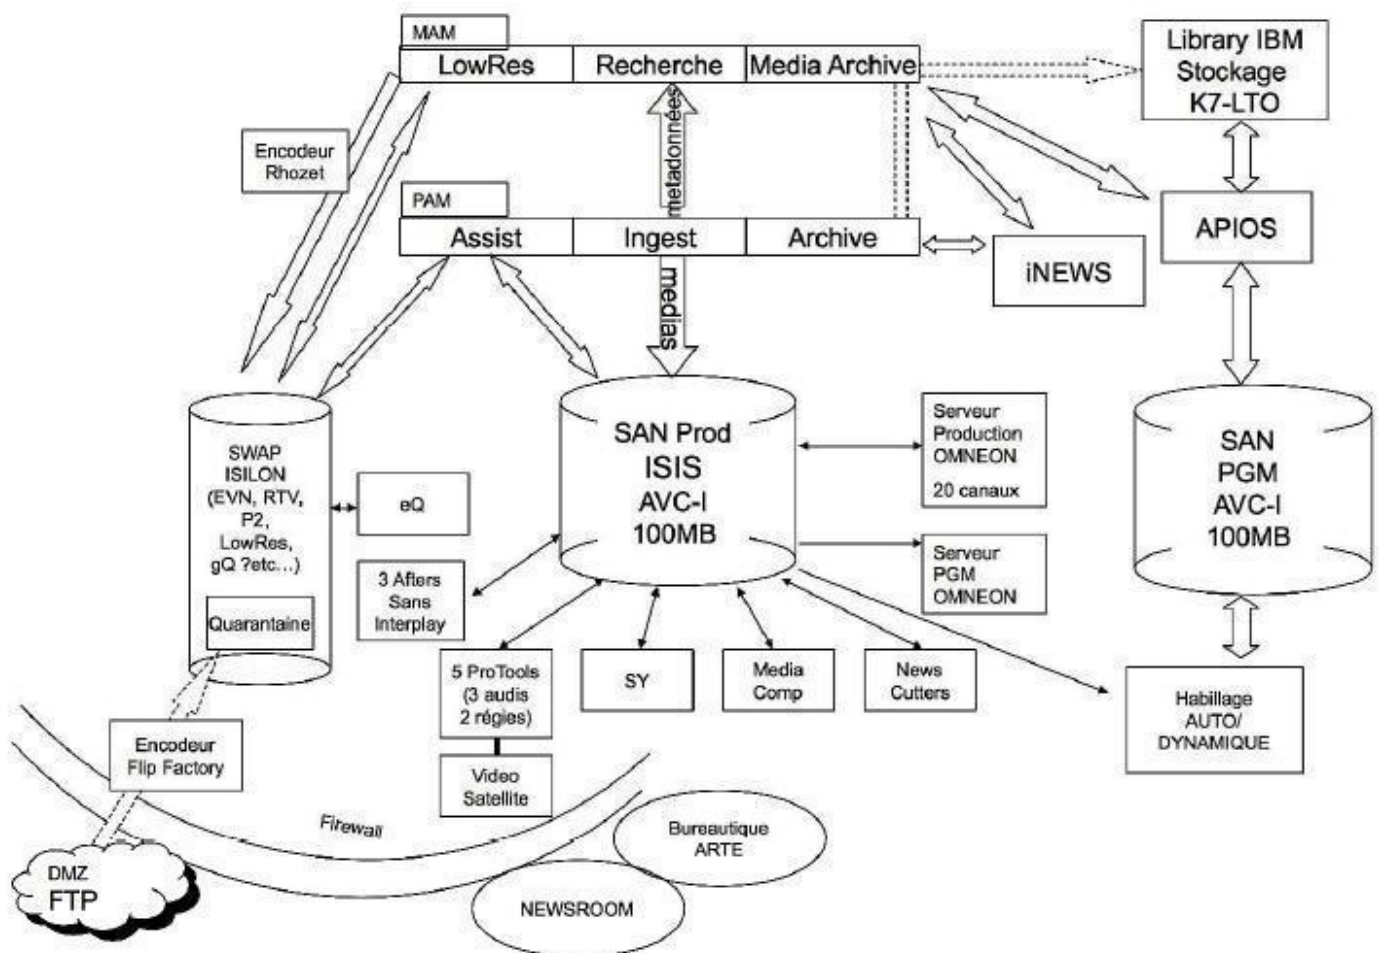 MAM
LowRes
Recherche
Media Archive
Library IBM
Stockage
K7-LTO
Encodeur
Rhozet
metadonnées
PAM
Assist
Ingest
Archive
iNEWS
APIOS
medias
SWAP
ISILON
(EVN, RTV,
P2,
LowRes,
gQ ?etc...)
Quarantaine
eQ
SAN Prod
ISIS
AVC-I
100MB
Serveur
Production
OMNEON
20 canaux
Serveur
PGM
OMNEON
SAN
PGM
AVC-I
100MB
3 Afters
Sans
Interplay
5 ProTools
(3 audis
2 régies)
SY
Media
Comp
News
Cutters
Habillage
AUTO/
DYNAMIQUE
Encodeur
Flip Factory
Video
Satellite
Firewall
Bureautique
ARTE
DMZ
FTP
NEWSROOM